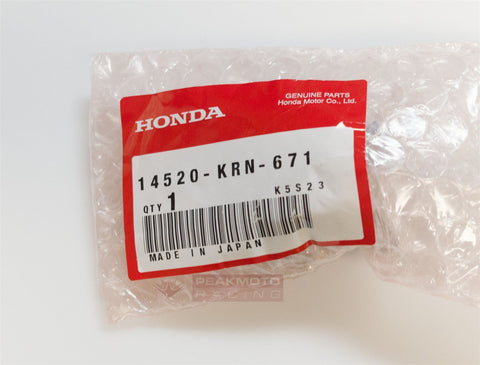 GENUINE PARTS
Honda Motor Co., Ltd.
HONDA
14520-KRN-671
QTY 1 K5S23
MADE IN JAPAN
PEAKMOTO
RACING